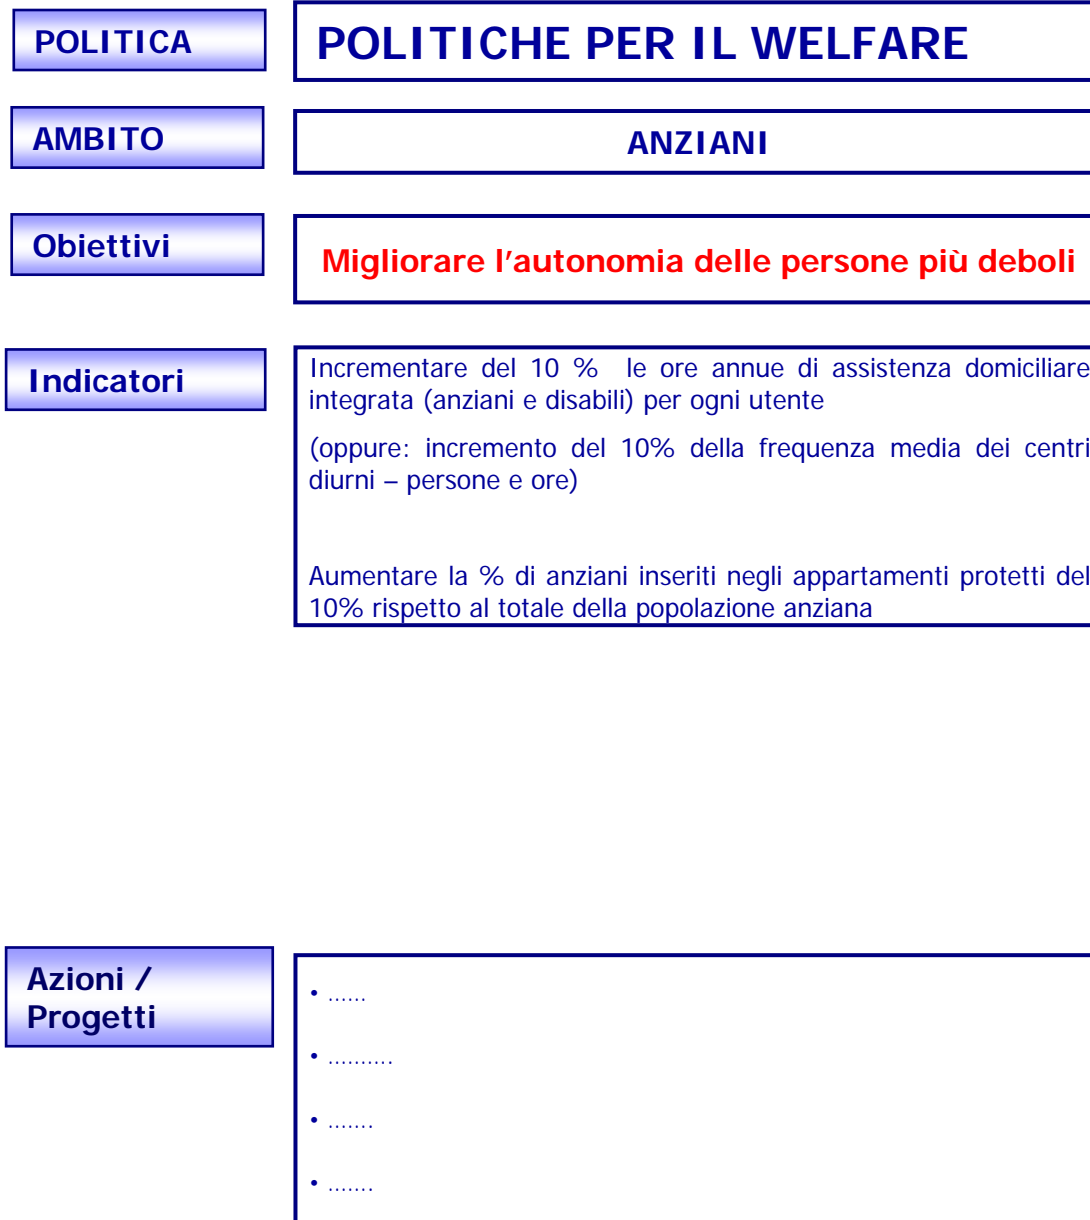 POLITICA
POLITICHE PER IL WELFARE
AMBITO
ANZIANI
Obiettivi
Migliorare l'autonomia delle persone più deboli
Indicatori
Incrementare del 10 % le ore annue di assistenza domiciliare
integrata (anziani e disabili) per ogni utente
(oppure: incremento del 10% della frequenza media dei centri
diurni – persone e ore)
Aumentare la % di anziani inseriti negli appartamenti protetti del
10% rispetto al totale della popolazione anziana
Azioni /
Progetti
• ......
• ..........
• .......
• .......